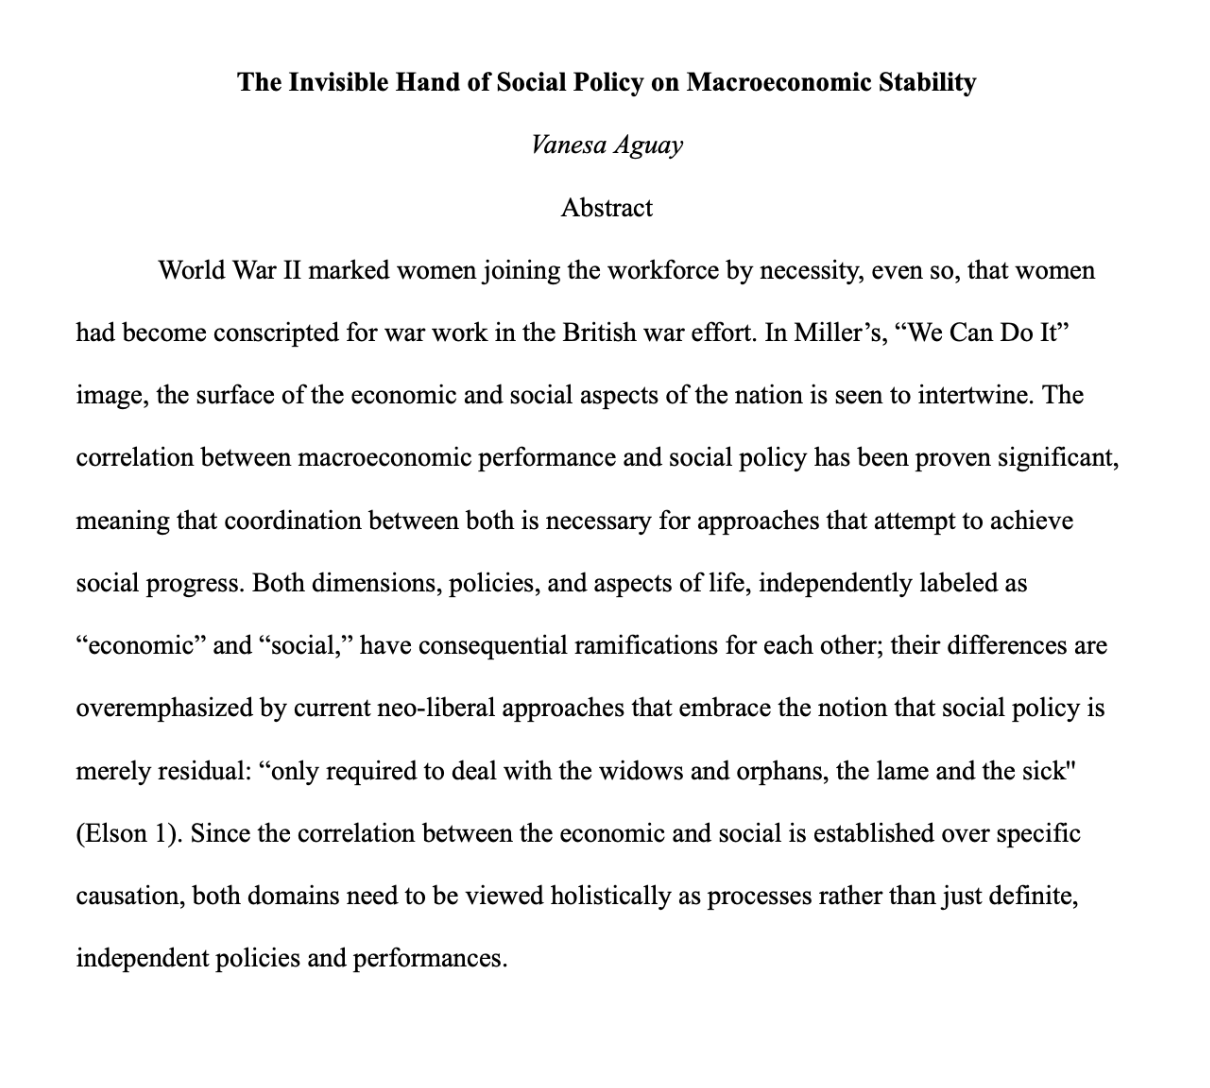 The Invisible Hand of Social Policy on Macroeconomic Stability
Vanesa Aguay
Abstract
World War II marked women joining the workforce by necessity, even so, that women
had become conscripted for war work in the British war effort. In Miller’s, “We Can Do It”
image, the surface of the economic and social aspects of the nation is seen to intertwine. The
correlation between macroeconomic performance and social policy has been proven significant,
meaning that coordination between both is necessary for approaches that attempt to achieve
social progress. Both dimensions, policies, and aspects of life, independently labeled as
“economic” and “social,” have consequential ramifications for each other; their differences are
overemphasized by current neo-liberal approaches that embrace the notion that social policy is
merely residual: “only required to deal with the widows and orphans, the lame and the sick"
(Elson 1). Since the correlation between the economic and social is established over specific
causation, both domains need to be viewed holistically as processes rather than just definite,
independent policies and performances.